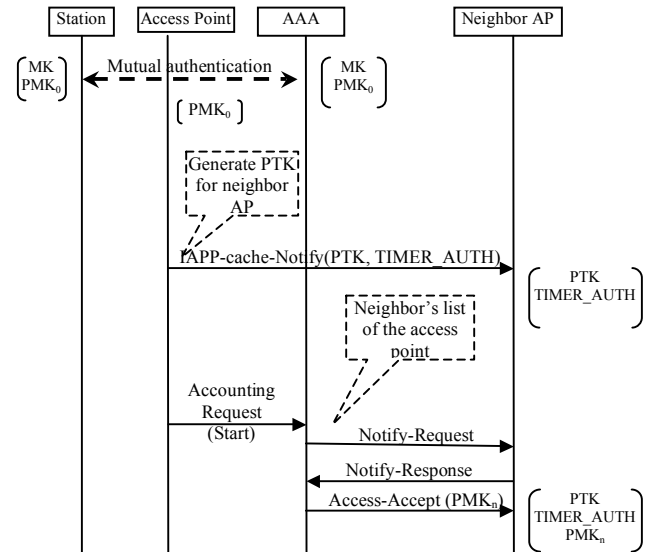 Station Access Point AAA Neighbor AP
MK
PMK₀
Mutual authentication
MK
PMK₀
PMK₀
Generate PTK
for neighbor
AP
IAPP-cache-Notify(PTK, TIMER_AUTH)
PTK
TIMER_AUTH
Neighbor's list
of the access
point
Accounting
Request
(Start)
Notify-Request
Notify-Response
Access-Accept (PMKₙ)
PTK
TIMER_AUTH
PMKₙ